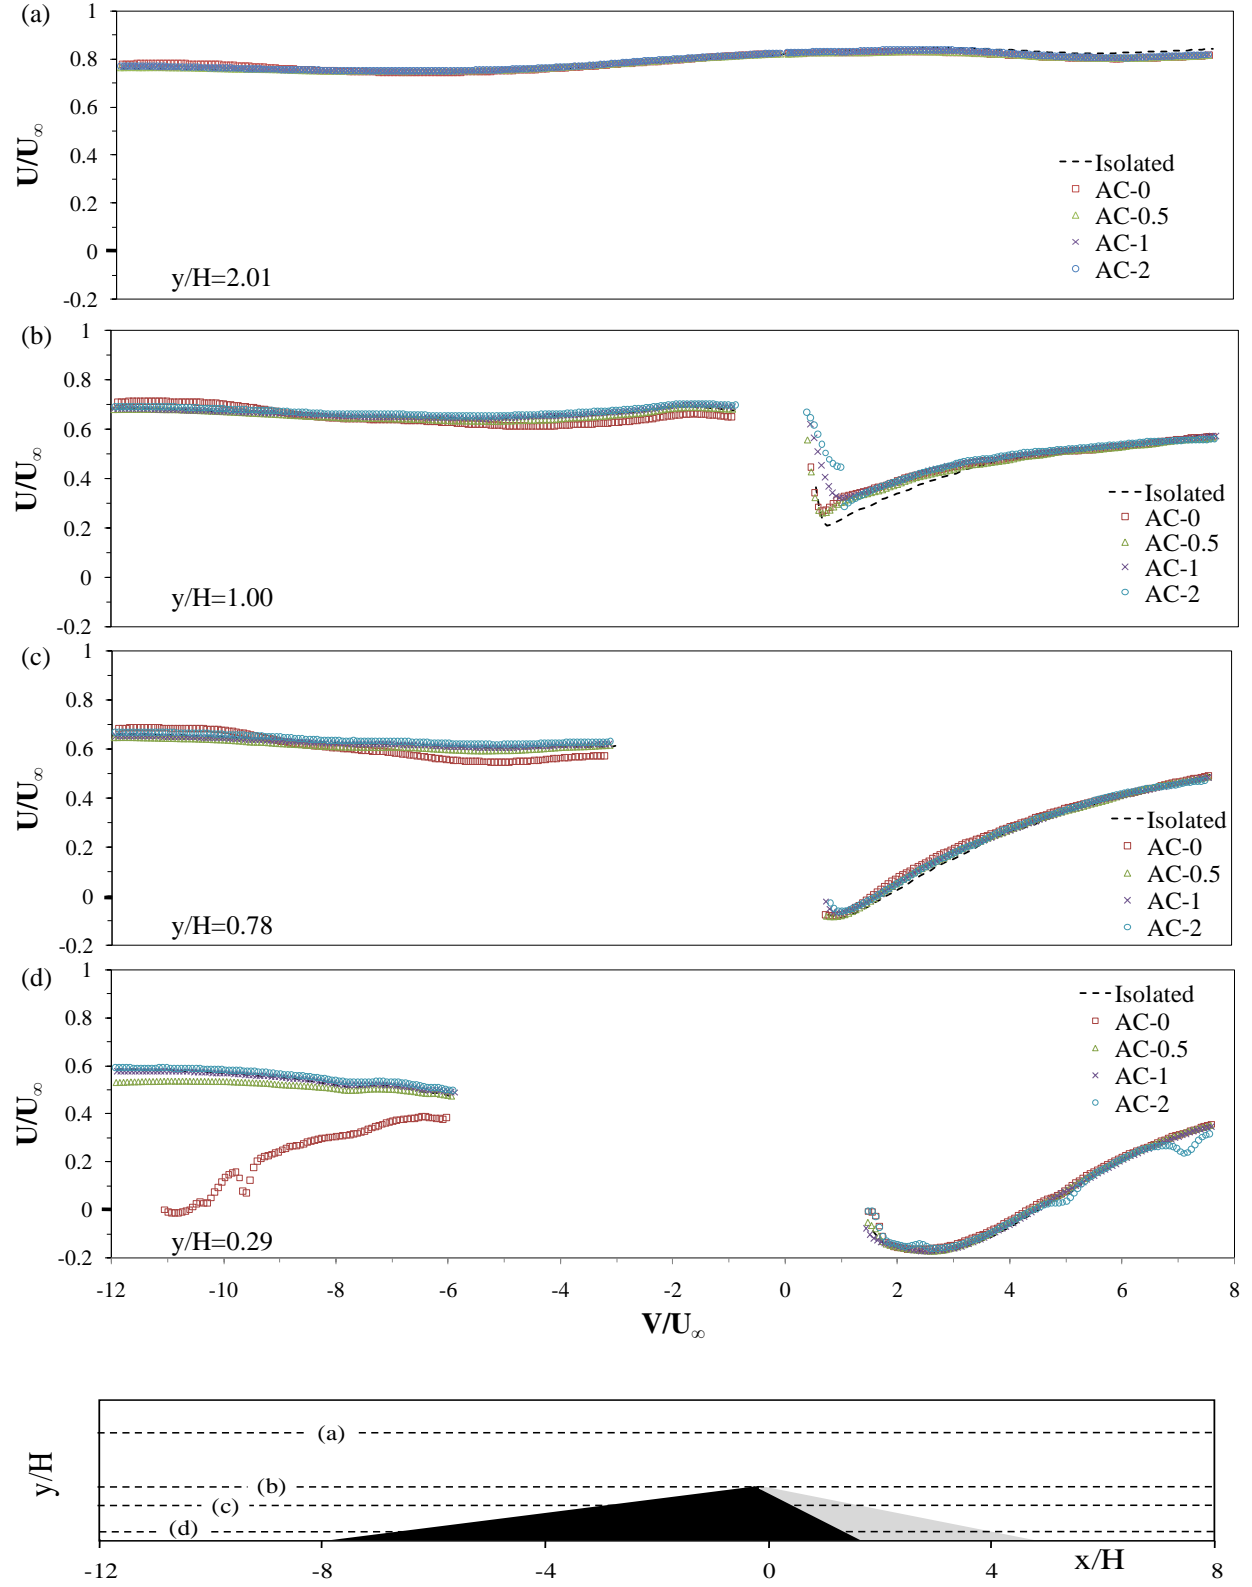 (a)
1
0.8
0.6
0.4
0.2
0
-0.2
U/U∞
y/H=2.01
Isolated
AC-0
AC-0.5
AC-1
AC-2
(b)
1
0.8
0.6
0.4
0.2
0
-0.2
U/U∞
y/H=1.00
Isolated
AC-0
AC-0.5
AC-1
AC-2
(c)
1
0.8
0.6
0.4
0.2
0
-0.2
U/U∞
y/H=0.78
Isolated
AC-0
AC-0.5
AC-1
AC-2
(d)
1
0.8
0.6
0.4
0.2
0
-0.2
U/U∞
y/H=0.29
Isolated
AC-0
AC-0.5
AC-1
AC-2
-12 -10 -8 -6 -4 -2 0 2 4 6 8
V/U∞
y/H
(a)
(b)
(c)
(d)
-12 -8 -4 0 4 x/H 8